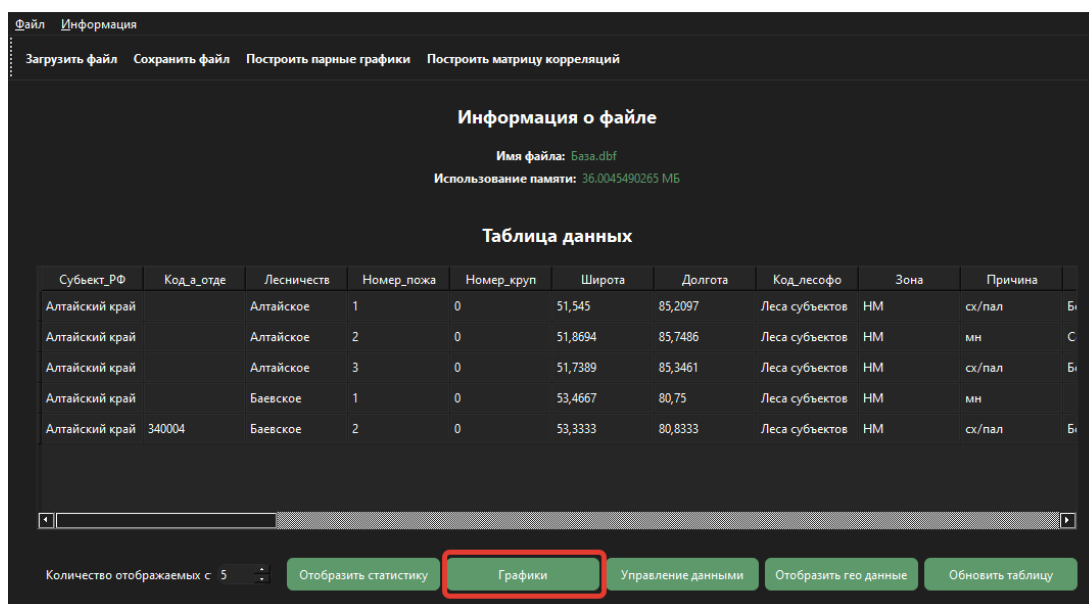 Файл Информация
Загрузить файл Сохранить файл Построить парные графики Построить матрицу корреляций
Информация о файле
Имя файла: База.dbf
Использование памяти: 36.0045490265 МБ
Таблица данных
Субъект_РФ Код_а_отде Лесничеств Номер_пожа Номер_круп Широта Долгота Код_лесофо Зона Причина
Алтайский край Алтайское 1 0 51,545 85,2097 Леса субъектов НМ сх/пал
Алтайский край Алтайское 2 0 51,8694 85,7486 Леса субъектов НМ мн
Алтайский край Алтайское 3 0 51,7389 85,3461 Леса субъектов НМ сх/пал
Алтайский край Баевское 1 0 53,4667 80,75 Леса субъектов НМ мн
Алтайский край 340004 Баевское 2 0 53,3333 80,8333 Леса субъектов НМ сх/пал
Количество отображаемых с 5 Отобразить статистику Графики Управление данными Отобразить гео данные Обновить таблицу